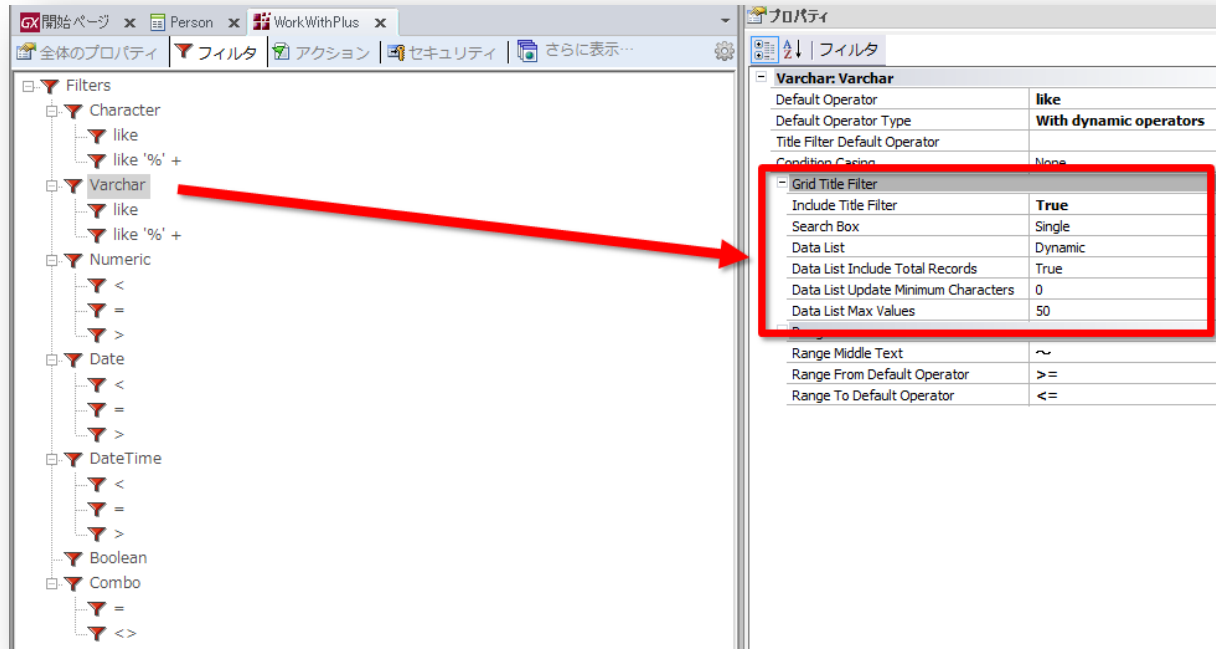 GX 開始ページ x Person x WorkWithPlus x
全体のプロパティ フィルタ アクション セキュリティ さらに表示…
Filters
Character
like
like '%' +
Varchar
like
like '%' +
Numeric
<
=
>
Date
<
=
>
DateTime
<
=
>
Boolean
Combo
=
<>
プロパティ
フィルタ
Varchar: Varchar
Default Operator like
Default Operator Type With dynamic operators
Title Filter Default Operator
Condition Casing None
Grid Title Filter
Include Title Filter True
Search Box Single
Data List Dynamic
Data List Include Total Records True
Data List Update Minimum Characters 0
Data List Max Values 50
Range Middle Text ～
Range From Default Operator >=
Range To Default Operator <=